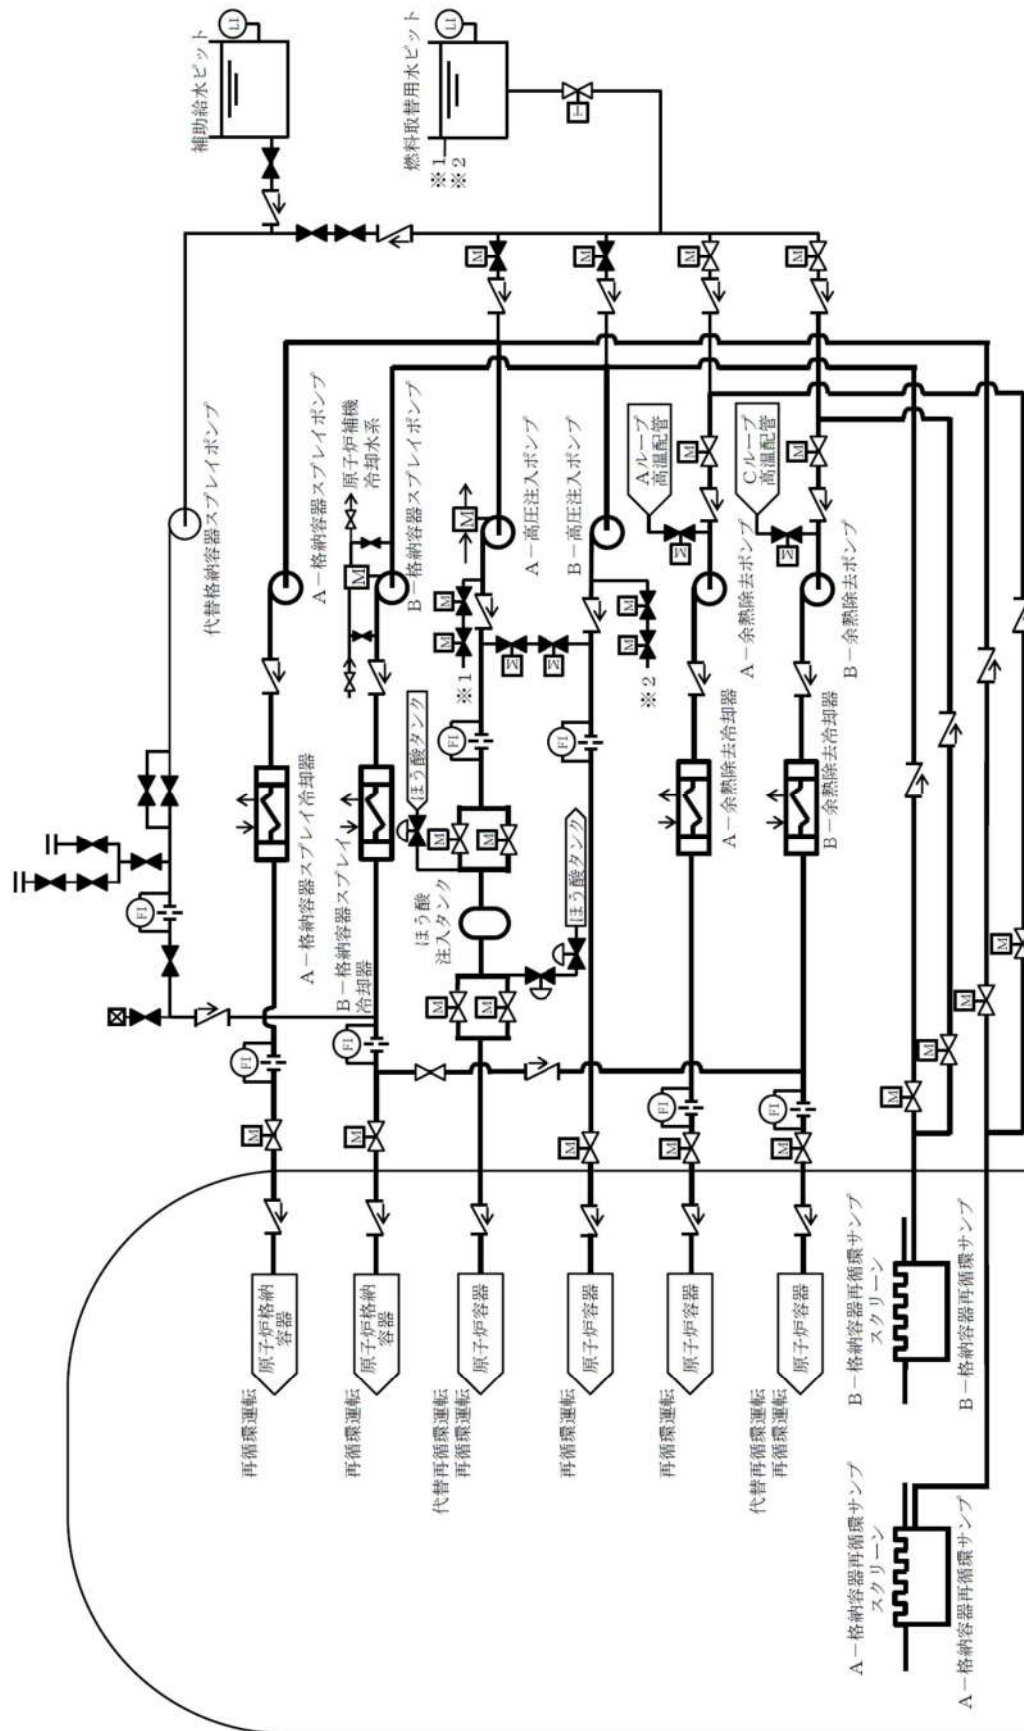 補助給水ピット
LI
燃料取替用水ピット
LI
※1
※2
H
代替格納容器スプレイポンプ
A－格納容器スプレイポンプ
原子炉補機
冷却水系
B－格納容器スプレイポンプ
M
M
M
M
M
A－高圧注入ポンプ
B－高圧注入ポンプ
Aループ
高温配管
M
Cループ
高温配管
M
M
M
A－余熱除去ポンプ
B－余熱除去ポンプ
M
M
M
M
※1
M
M
M
M
※2
FI
FI
FI
ほう酸タンク
M
M
ほう酸
注入タンク
ほう酸タンク
M
M
A－格納容器スプレイ冷却器
B－格納容器スプレイ
冷却器
A－余熱除去冷却器
B－余熱除去冷却器
FI
FI
FI
FI
M
M
M
M
M
M
M
M
M
M
原子炉格納
容器
原子炉格納
容器
原子炉容器
原子炉容器
原子炉容器
原子炉容器
再循環運転
再循環運転
代替再循環運転
再循環運転
再循環運転
再循環運転
代替再循環運転
再循環運転
B－格納容器再循環サンプ
スクリーン
B－格納容器再循環サンプ
A－格納容器再循環サンプ
スクリーン
A－格納容器再循環サンプ